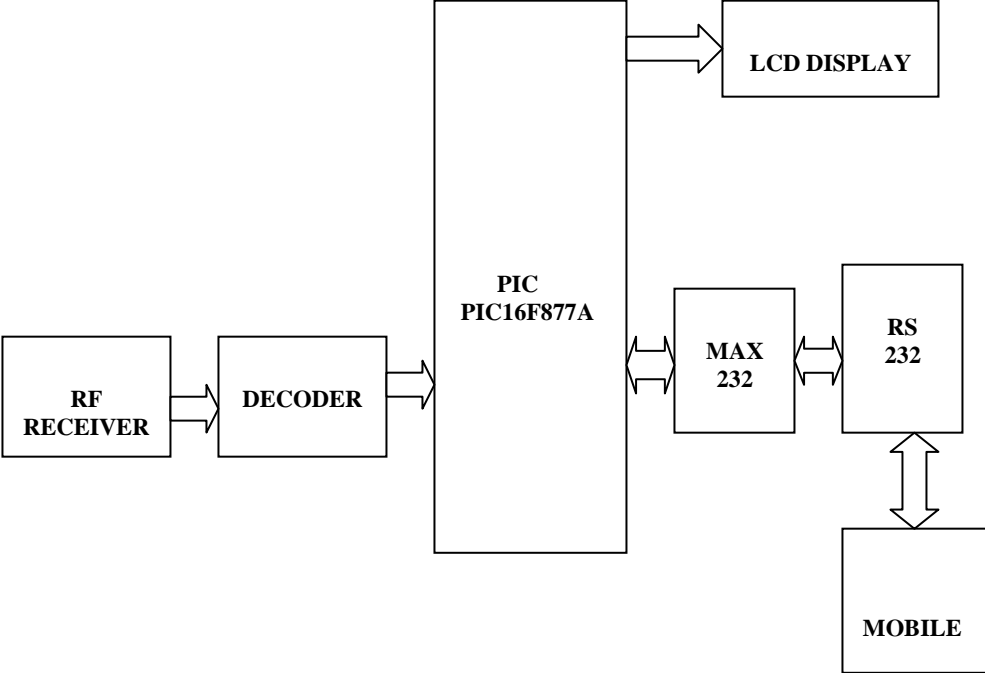 LCD DISPLAY
PIC
PIC16F877A
RS
232
MAX
232
RF
RECEIVER
DECODER
MOBILE